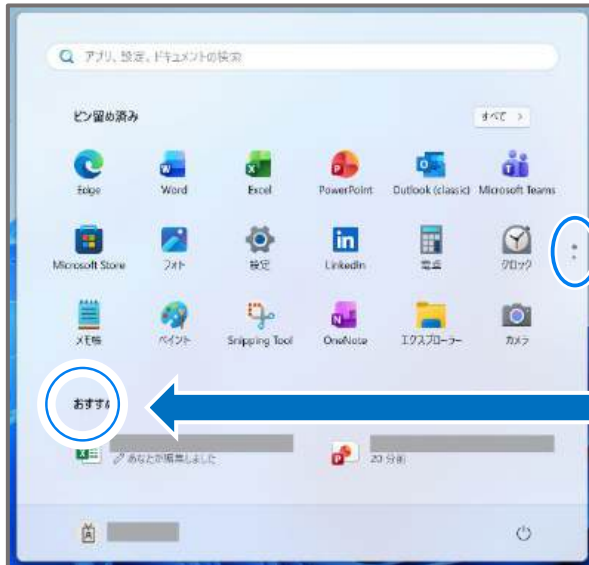 アプリ、設定、ドキュメントの検索
ピン留め済み
すべて >
Edge
Word
Excel
PowerPoint
Outlook (classic)
Microsoft Teams
Microsoft Store
フォト
設定
LinkedIn
電卓
クロック
メモ帳
ペイント
Snipping Tool
OneNote
エクスプローラー
カメラ
おすすめ
あなたが編集しました
20 分前